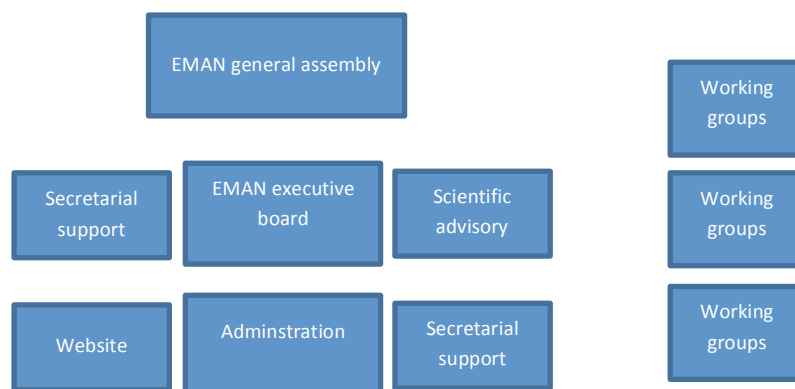 EMAN general assembly
Working
groups
Secretarial
support
EMAN executive
board
Scientific
advisory
Working
groups
Website
Adminstration
Secretarial
support
Working
groups